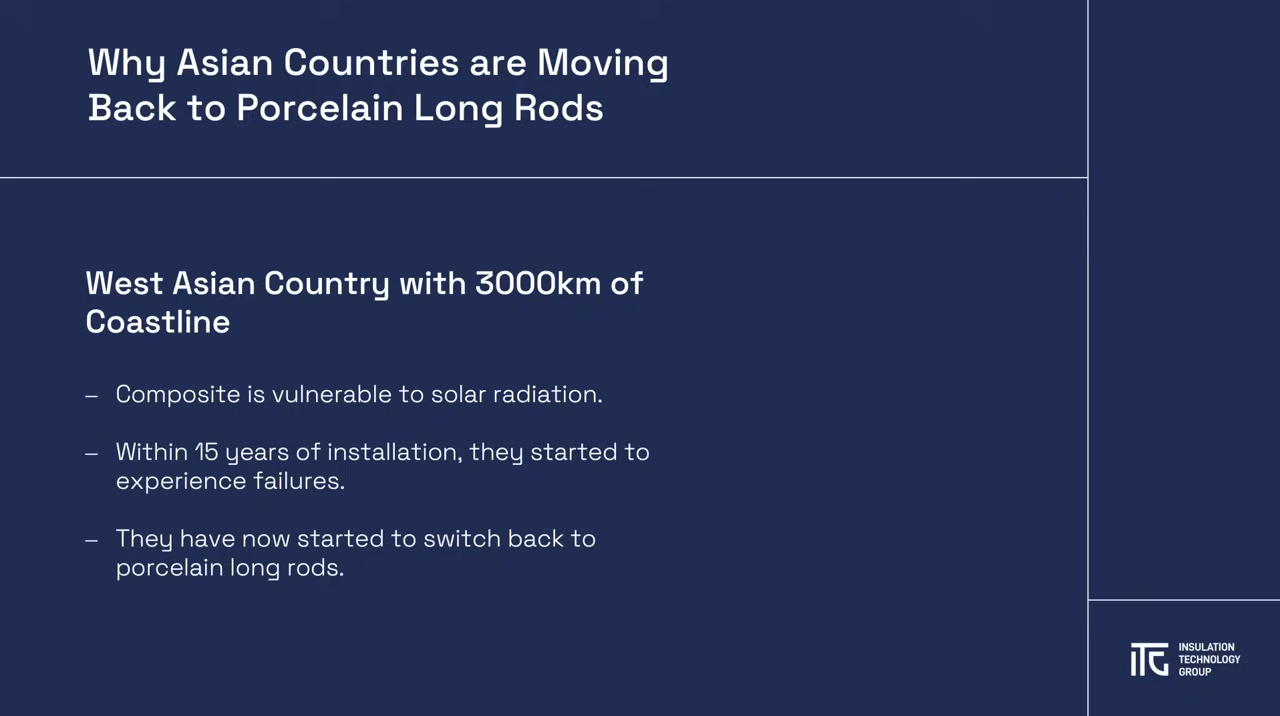 Why Asian Countries are Moving
Back to Porcelain Long Rods
West Asian Country with 3000km of
Coastline
– Composite is vulnerable to solar radiation.
– Within 15 years of installation, they started to
experience failures.
– They have now started to switch back to
porcelain long rods.
ITG
INSULATION
TECHNOLOGY
GROUP